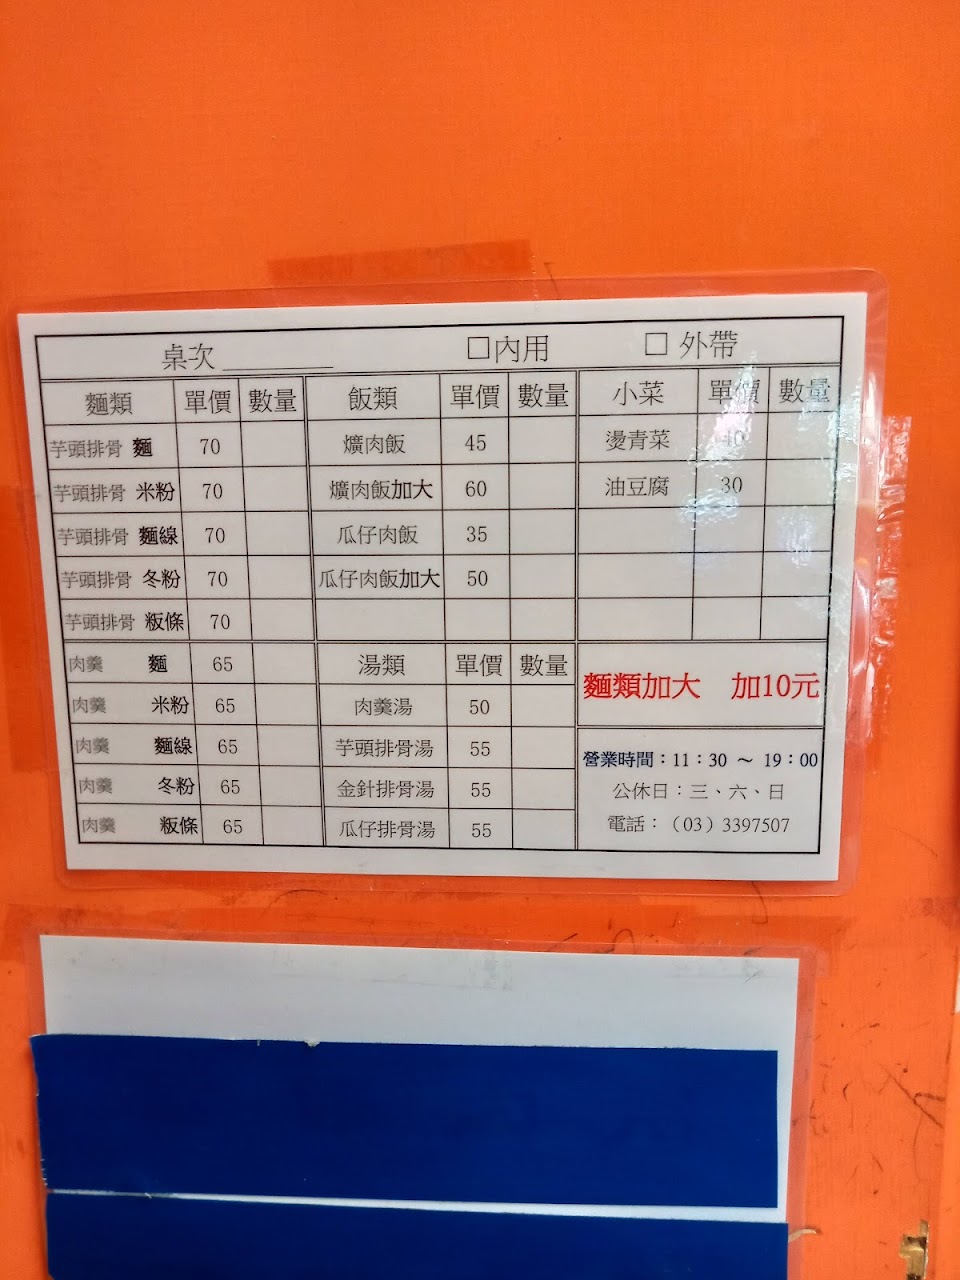 桌次 ________ □內用 □ 外帶
麵類 單價 數量 飯類 單價 數量 小菜 單價 數量
芋頭排骨 麵 70 爌肉飯 45 燙青菜 40
芋頭排骨 米粉 70 爌肉飯加大 60 油豆腐 30
芋頭排骨 麵線 70 瓜仔肉飯 35
芋頭排骨 冬粉 70 瓜仔肉飯加大 50
芋頭排骨 粄條 70
肉羹 麵 65 湯類 單價 數量
麵類加大 加10元
肉羹 米粉 65 肉羹湯 50
肉羹 麵線 65 芋頭排骨湯 55 營業時間：11：30 ～ 19：00
肉羹 冬粉 65 金針排骨湯 55 公休日：三、六、日
肉羹 粄條 65 瓜仔排骨湯 55 電話：（03）3397507